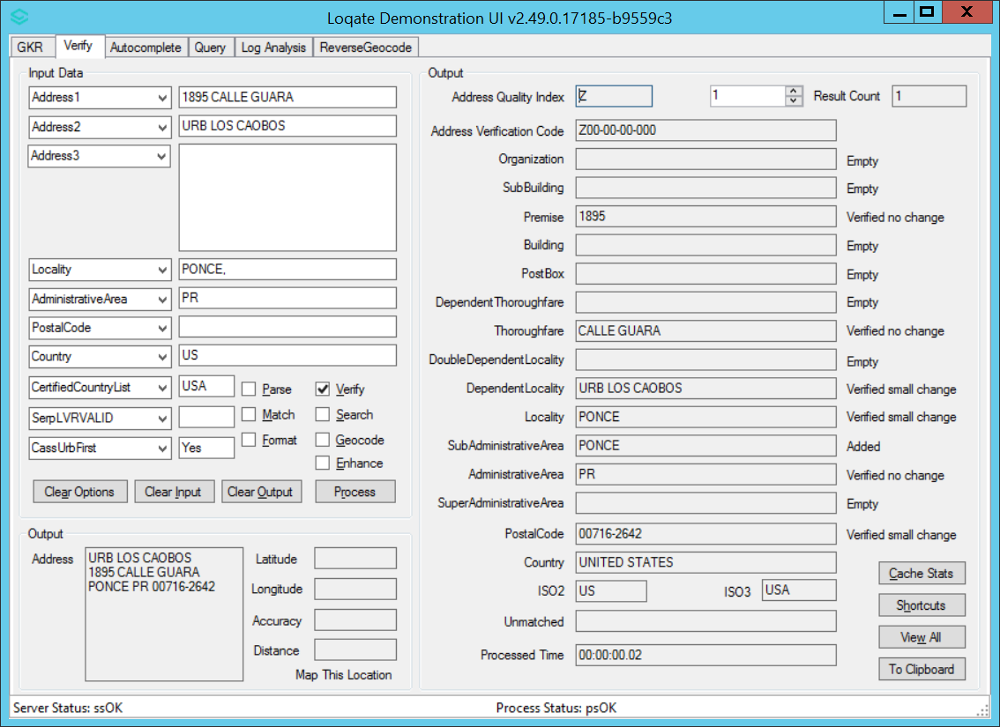 Loqate Demonstration UI v2.49.0.17185-b9559c3
GKR Verify Autocomplete Query Log Analysis ReverseGeocode
Input Data
Address1 1895 CALLE GUARA
Address2 URB LOS CAOBOS
Address3
Locality PONCE,
AdministrativeArea PR
PostalCode
Country US
CertifiedCountryList USA Parse Verify
SerpLVRVALID Match Search
CassUrbFirst Yes Format Geocode
Enhance
Clear Options Clear Input Clear Output Process
Output
Address URB LOS CAOBOS
1895 CALLE GUARA
PONCE PR 00716-2642
Latitude
Longitude
Accuracy
Distance
Map This Location
Output
Address Quality Index Z 1 Result Count 1
Address Verification Code Z00-00-00-000
Organization Empty
SubBuilding Empty
Premise 1895 Verified no change
Building Empty
PostBox Empty
DependentThoroughfare Empty
Thoroughfare CALLE GUARA Verified no change
DoubleDependentLocality Empty
DependentLocality URB LOS CAOBOS Verified small change
Locality PONCE Verified small change
SubAdministrativeArea PONCE Added
AdministrativeArea PR Verified no change
SuperAdministrativeArea Empty
PostalCode 00716-2642 Verified small change
Country UNITED STATES
ISO2 US ISO3 USA
Unmatched
Processed Time 00:00:00.02
Cache Stats
Shortcuts
View All
To Clipboard
Server Status: ssOK Process Status: psOK